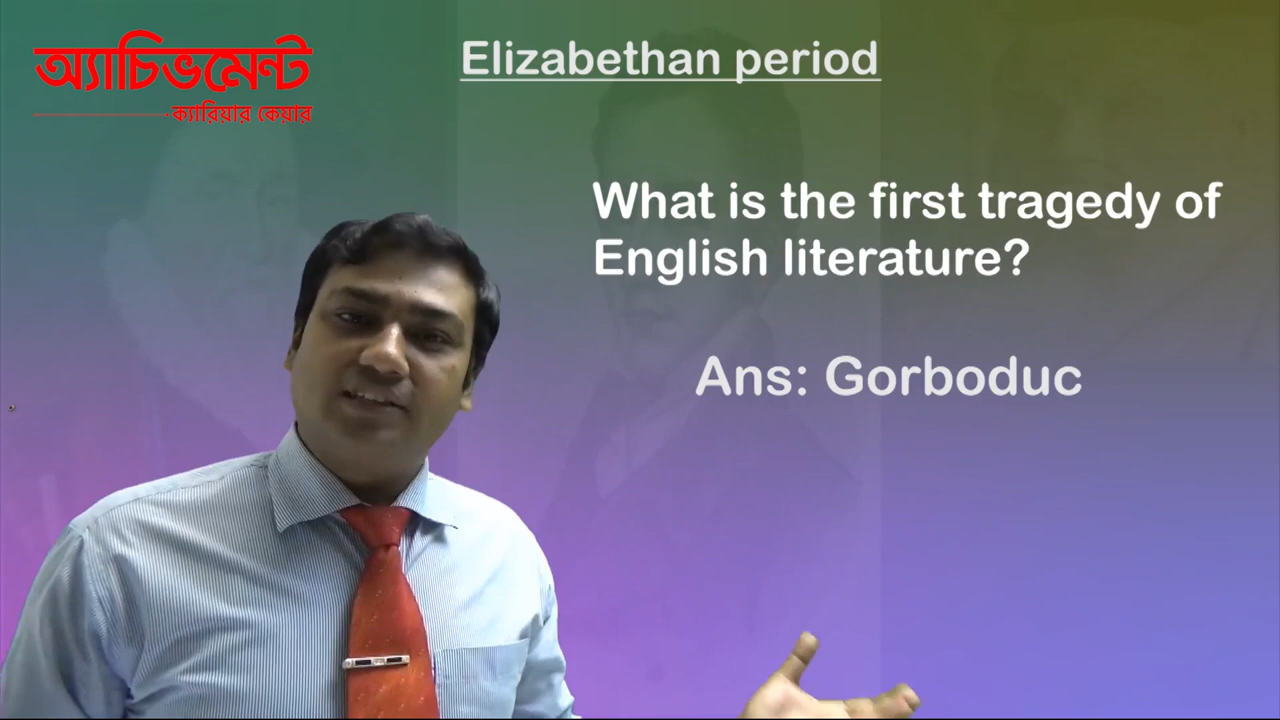 অ্যাচিভমেন্ট
ক্যারিয়ার কেয়ার
Elizabethan period
What is the first tragedy of
English literature?
Ans: Gorboduc